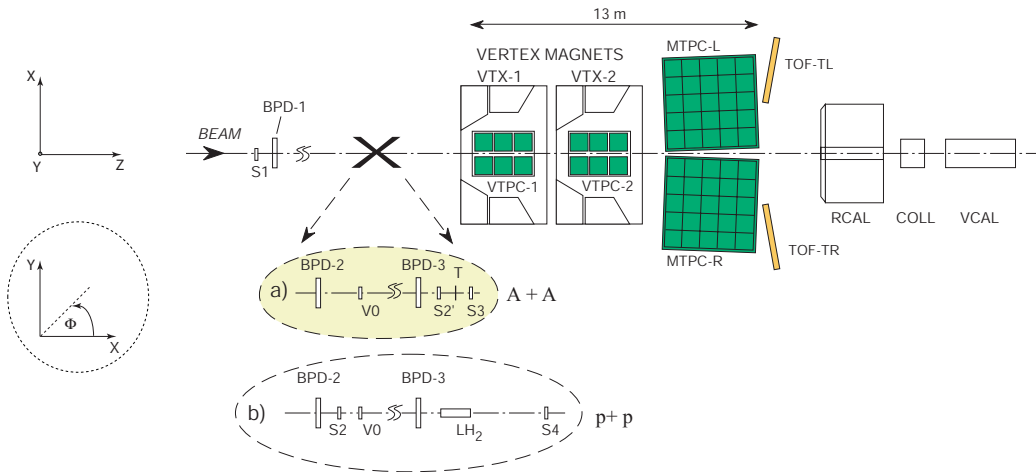 13 m
VERTEX MAGNETS
MTPC-L
VTX-1
VTX-2
TOF-TL
X
BPD-1
BEAM
Y
Z
S1
VTPC-1
VTPC-2
RCAL
COLL
VCAL
MTPC-R
TOF-TR
BPD-2
BPD-3
T
a)
V0
S2'
S3
A + A
Y
Φ
X
BPD-2
BPD-3
b)
S2
V0
LH2
S4
p+ p